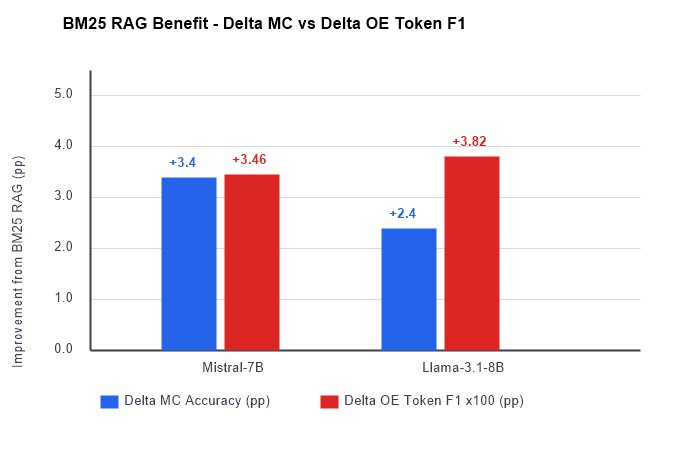 BM25 RAG Benefit - Delta MC vs Delta OE Token F1
Improvement from BM25 RAG (pp)
5.0
4.0
3.0
2.0
1.0
0.0
+3.4
+3.46
+2.4
+3.82
Mistral-7B
Llama-3.1-8B
Delta MC Accuracy (pp)
Delta OE Token F1 x100 (pp)